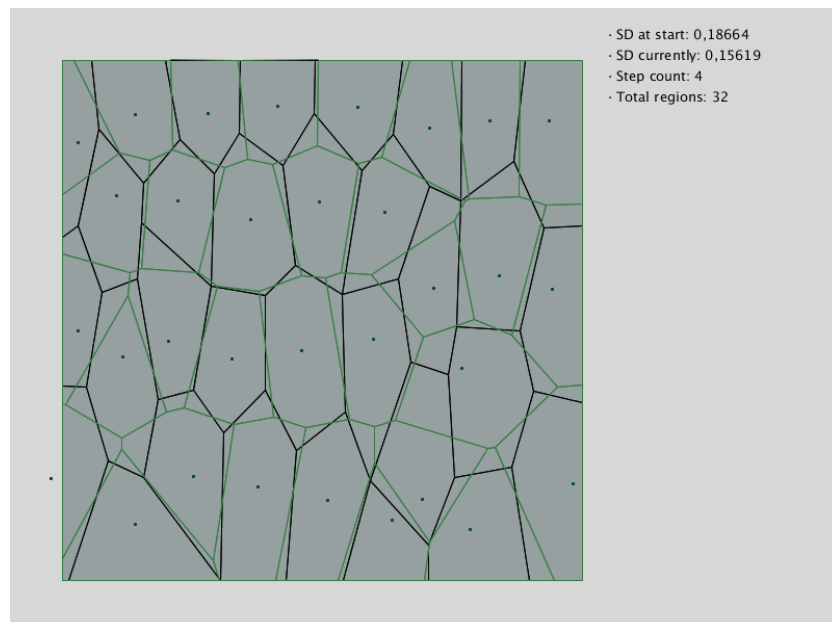 · SD at start: 0,18664
· SD currently: 0,15619
· Step count: 4
· Total regions: 32